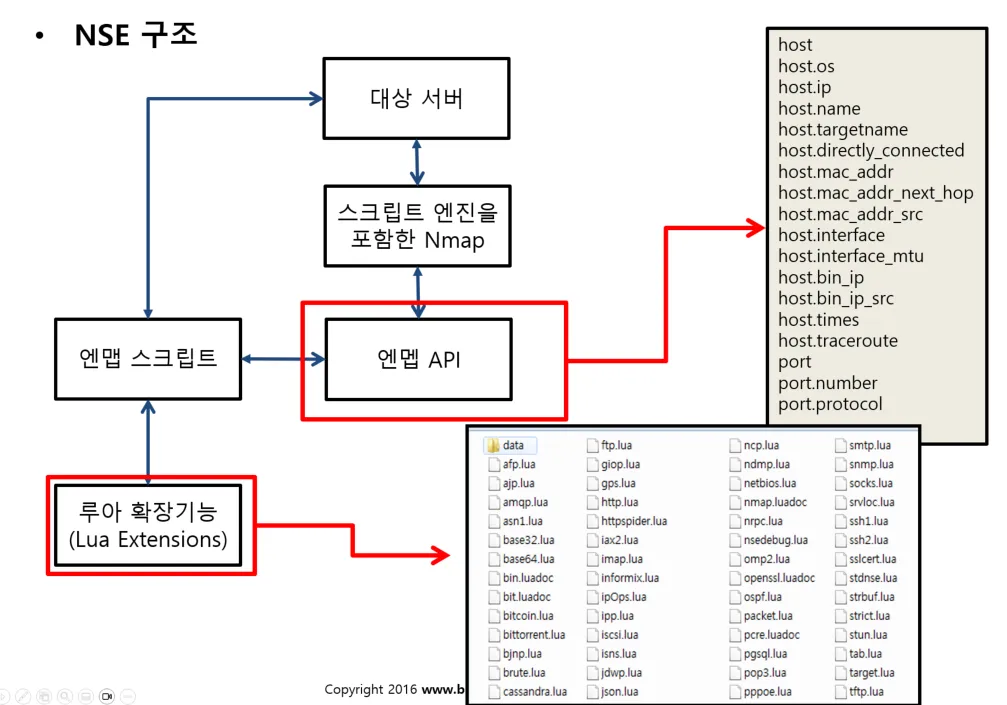 • NSE 구조
대상 서버
스크립트 엔진을
포함한 Nmap
엔맵 스크립트
엔멥 API
루아 확장기능
(Lua Extensions)
host
host.os
host.ip
host.name
host.targetname
host.directly_connected
host.mac_addr
host.mac_addr_next_hop
host.mac_addr_src
host.interface
host.interface_mtu
host.bin_ip
host.bin_ip_src
host.times
host.traceroute
port
port.number
port.protocol
data
afp.lua
ajp.lua
amqp.lua
asn1.lua
base32.lua
base64.lua
bin.luadoc
bit.luadoc
bitcoin.lua
bittorrent.lua
bjnp.lua
brute.lua
cassandra.lua
ftp.lua
giop.lua
gps.lua
http.lua
httpspider.lua
iax2.lua
imap.lua
informix.lua
ipOps.lua
ipp.lua
iscsi.lua
isns.lua
jdwp.lua
json.lua
ncp.lua
ndmp.lua
netbios.lua
nmap.luadoc
nrpc.lua
nsedebug.lua
omp2.lua
openssl.luadoc
ospf.lua
packet.lua
pcre.luadoc
pgsql.lua
pop3.lua
pppoe.lua
smtp.lua
snmp.lua
socks.lua
srvloc.lua
ssh1.lua
ssh2.lua
sslcert.lua
stdnse.lua
strbuf.lua
strict.lua
stun.lua
tab.lua
target.lua
tftp.lua
Copyright 2016 www.b